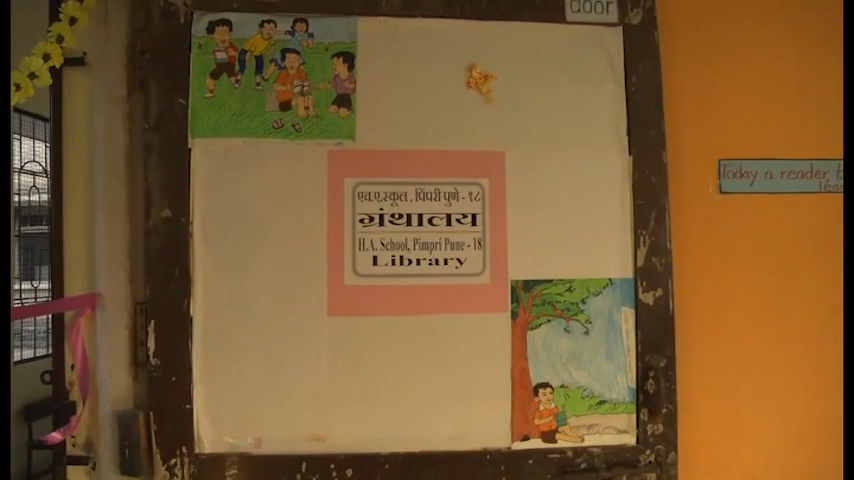 door
एच.ए.स्कूल, पिंपरी पुणे - १८
ग्रंथालय
H.A. School, Pimpri Pune - 18
Library
Today a reader